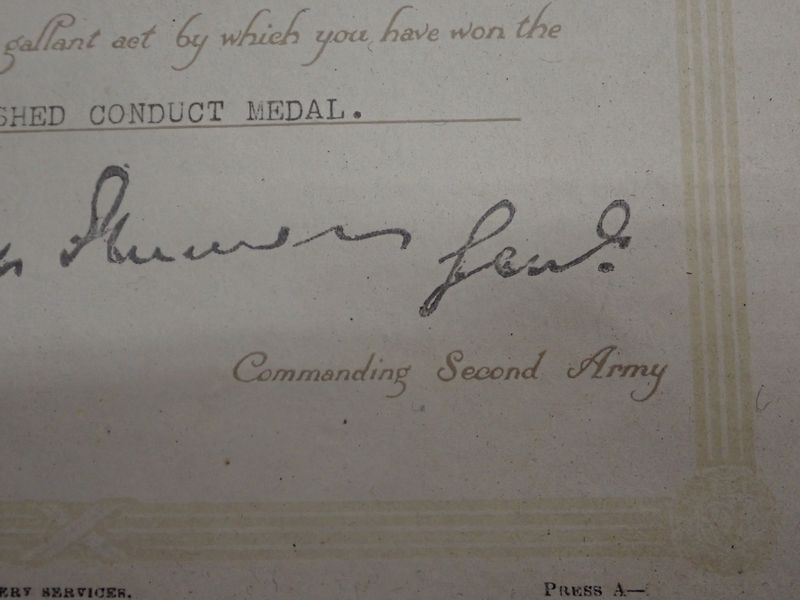 gallant act by which you have won the
SHED CONDUCT MEDAL.
Genl.
Commanding Second Army
ERY SERVICES. PRESS A—